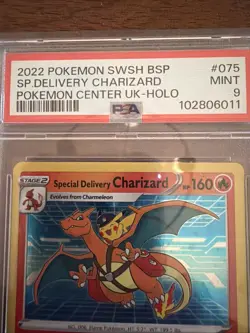 2022 POKEMON SWSH BSP #075
SP.DELIVERY CHARIZARD MINT
POKEMON CENTER UK-HOLO 9
PSA 102806011
STAGE 2 Special Delivery Charizard HP 160
Evolves from Charmeleon